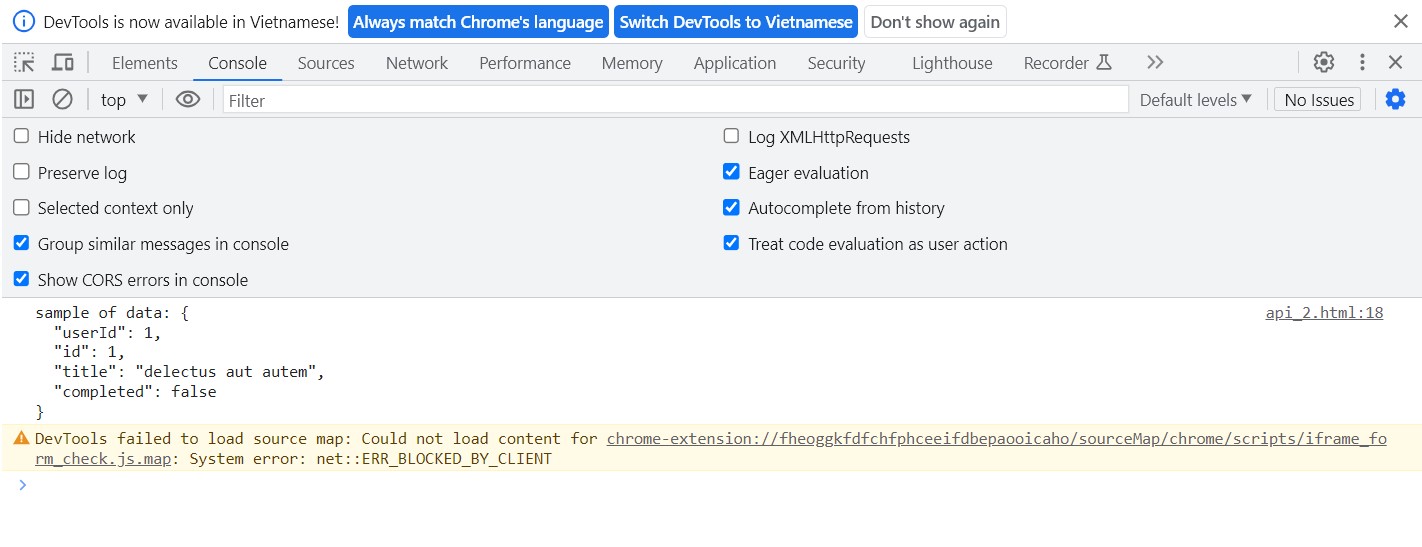 DevTools is now available in Vietnamese! Always match Chrome's language Switch DevTools to Vietnamese Don't show again
Elements Console Sources Network Performance Memory Application Security Lighthouse Recorder
top Filter Default levels No Issues
Hide network Log XMLHttpRequests
Preserve log Eager evaluation
Selected context only Autocomplete from history
Group similar messages in console Treat code evaluation as user action
Show CORS errors in console
sample of data: { api_2.html:18
"userId": 1,
"id": 1,
"title": "delectus aut autem",
"completed": false
}
DevTools failed to load source map: Could not load content for chrome-extension://fheoggkfdfchfphceeifdbepaooicaho/sourceMap/chrome/scripts/iframe_fo
rm_check.js.map: System error: net::ERR_BLOCKED_BY_CLIENT